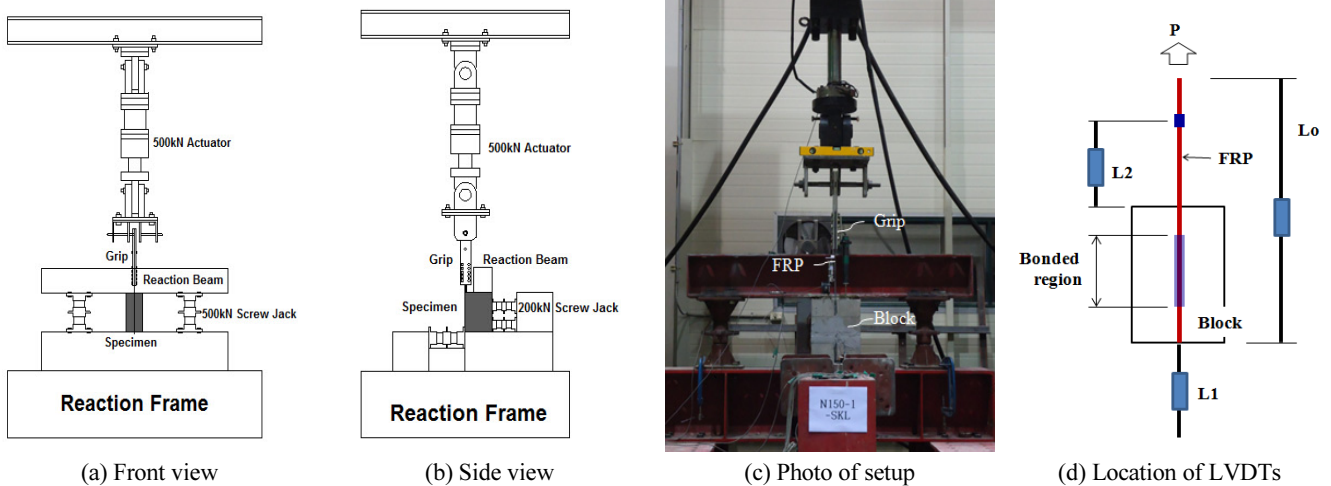 500kN Actuator
Grip
Reaction Beam
500kN Screw Jack
Specimen
Reaction Frame
(a) Front view
500kN Actuator
Grip
Reaction Beam
Specimen
200kN Screw Jack
Reaction Frame
(b) Side view
Grip
FRP
Block
N150-1
-SKL
(c) Photo of setup
P
Lo
L2
FRP
Bonded
region
Block
L1
(d) Location of LVDTs